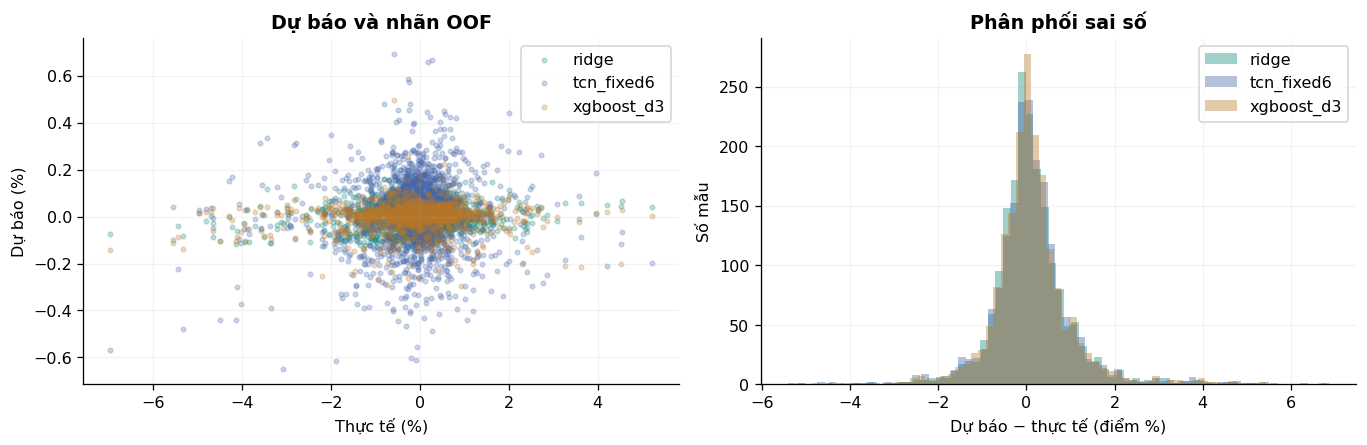 Dự báo và nhãn OOF
Dự báo (%)
0.6
0.4
0.2
0.0
−0.2
−0.4
−0.6
−6
−4
−2
0
2
4
Thực tế (%)
ridge
tcn_fixed6
xgboost_d3
Phân phối sai số
Số mẫu
250
200
150
100
50
0
−6
−4
−2
0
2
4
6
Dự báo − thực tế (điểm %)
ridge
tcn_fixed6
xgboost_d3